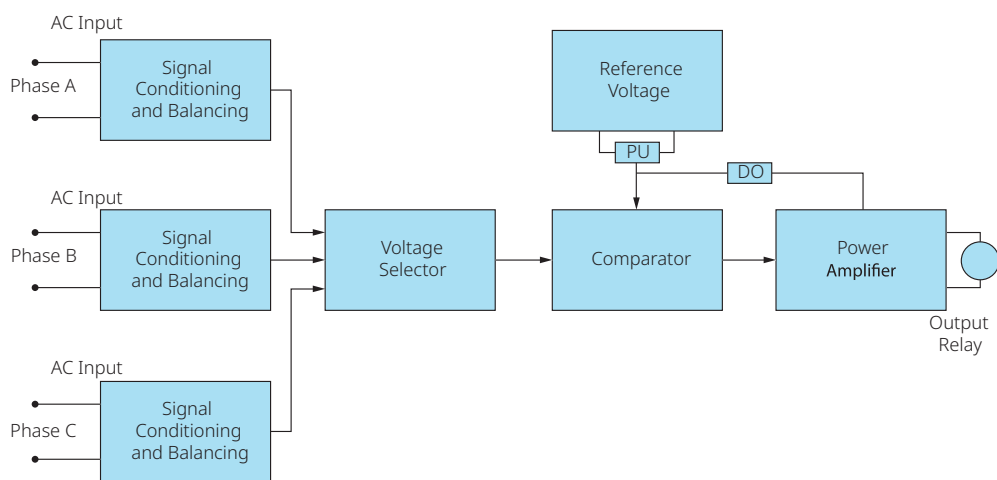 AC Input
Phase A
Signal
Conditioning
and Balancing
AC Input
Phase B
Signal
Conditioning
and Balancing
AC Input
Phase C
Signal
Conditioning
and Balancing
Voltage
Selector
Reference
Voltage
PU
DO
Comparator
Power
Amplifier
Output
Relay